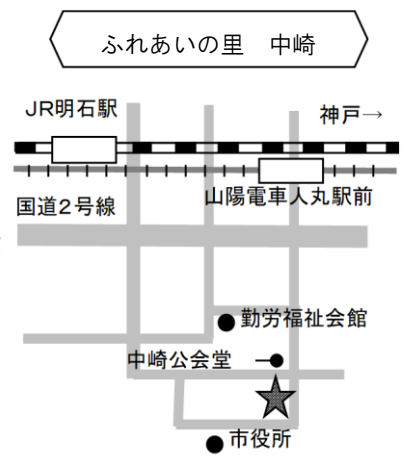 ふれあいの里　中崎
JR明石駅
神戸→
山陽電車人丸駅前
国道2号線
勤労福祉会館
中崎公会堂
市役所